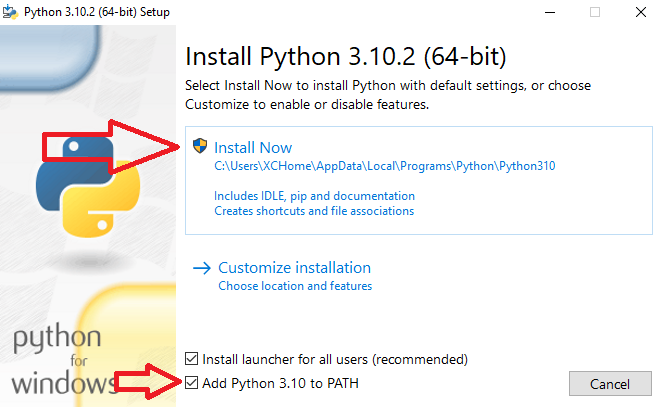 Python 3.10.2 (64-bit) Setup
Install Python 3.10.2 (64-bit)
Select Install Now to install Python with default settings, or choose
Customize to enable or disable features.
Install Now
C:\Users\XCHome\AppData\Local\Programs\Python\Python310
Includes IDLE, pip and documentation
Creates shortcuts and file associations
Customize installation
Choose location and features
Install launcher for all users (recommended)
Add Python 3.10 to PATH
Cancel
python
for
windows